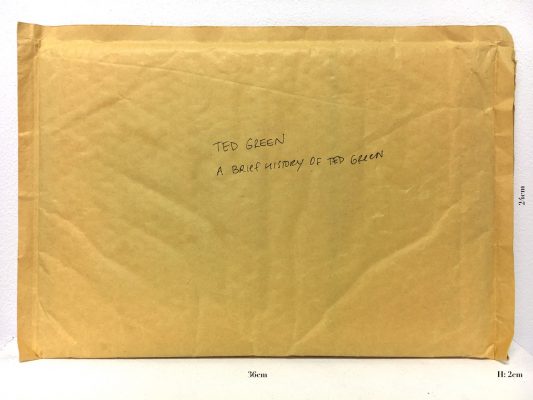 TED GREEN
A BRIEF HISTORY OF TED GREEN
24cm
36cm
H: 2cm